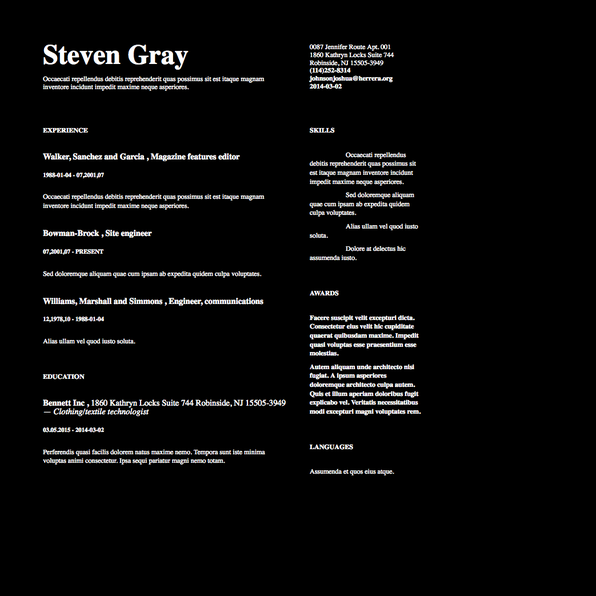 Steven Gray
Occaecati repellendus debitis reprehenderit quas possimus sit est itaque magnam
inventore incidunt impedit maxime neque asperiores.
0087 Jennifer Route Apt. 001
1860 Kathryn Locks Suite 744
Robinside, NJ 15505-3949
(114)252-8314
johnsonjoshua@herrera.org
2014-03-02
EXPERIENCE
Walker, Sanchez and Garcia , Magazine features editor
1988-01-04 - 07,2001,07
Occaecati repellendus debitis reprehenderit quas possimus sit est itaque magnam
inventore incidunt impedit maxime neque asperiores.
Bowman-Brock , Site engineer
07,2001,07 - PRESENT
Sed doloremque aliquam quae cum ipsam ab expedita quidem culpa voluptates.
Williams, Marshall and Simmons , Engineer, communications
12,1978,10 - 1988-01-04
Alias ullam vel quod iusto soluta.
EDUCATION
Bennett Inc , 1860 Kathryn Locks Suite 744 Robinside, NJ 15505-3949
— Clothing/textile technologist
03.05.2015 - 2014-03-02
Perferendis quasi facilis dolorem natus maxime nemo. Tempora sunt iste minima
voluptas animi consectetur. Ipsa sequi pariatur magni nemo totam.
SKILLS
Occaecati repellendus
debitis reprehenderit quas possimus sit
est itaque magnam inventore incidunt
impedit maxime neque asperiores.
Sed doloremque aliquam
quae cum ipsam ab expedita quidem
culpa voluptates.
Alias ullam vel quod iusto
soluta.
Dolore at delectus hic
assumenda iusto.
AWARDS
Facere suscipit velit excepturi dicta.
Consectetur eius velit hic cupiditate
quaerat quibusdam maxime. Impedit
quasi voluptas esse praesentium esse
molestias.
Autem aliquam unde architecto nisi
fugiat. A ipsum asperiores
doloremque architecto culpa autem.
Quis et illum aperiam doloribus fugit
explicabo vel. Veritatis necessitatibus
modi excepturi magni voluptates rem.
LANGUAGES
Assumenda et quos eius atque.